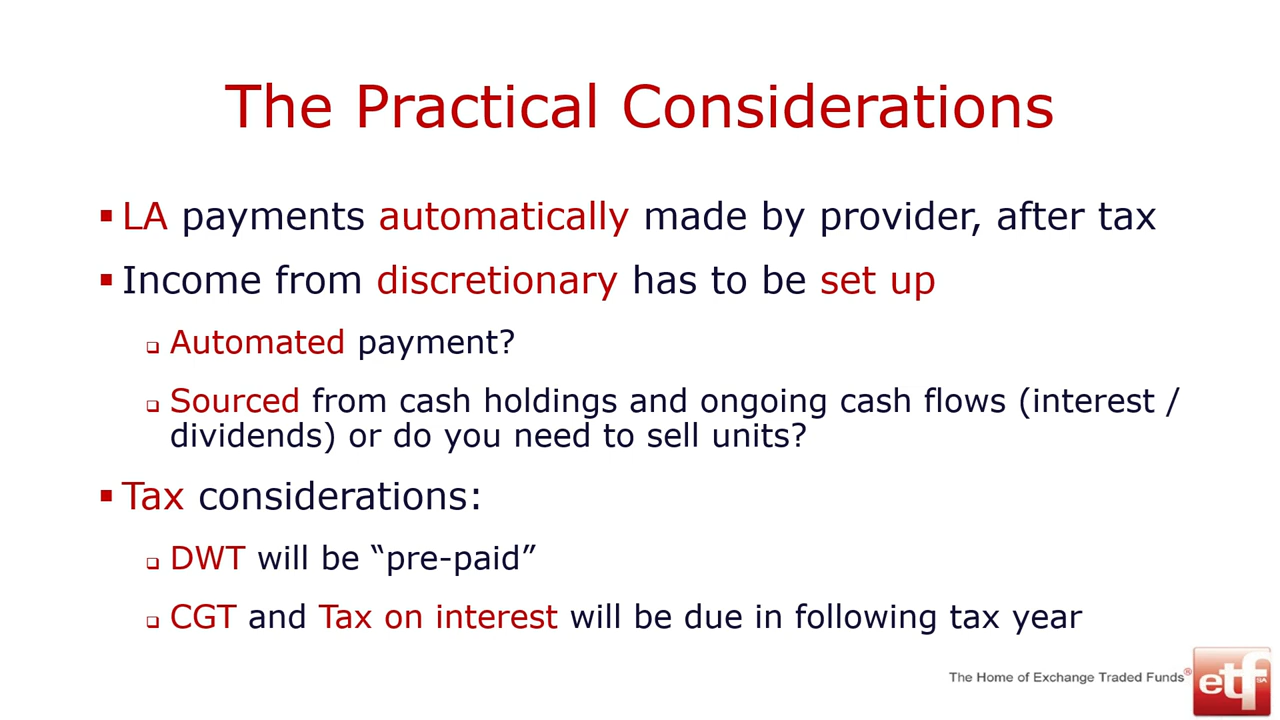 The Practical Considerations
▪ LA payments automatically made by provider, after tax
▪ Income from discretionary has to be set up
❑ Automated payment?
❑ Sourced from cash holdings and ongoing cash flows (interest /
dividends) or do you need to sell units?
▪ Tax considerations:
❑ DWT will be “pre-paid”
❑ CGT and Tax on interest will be due in following tax year
The Home of Exchange Traded Funds®
etf SA